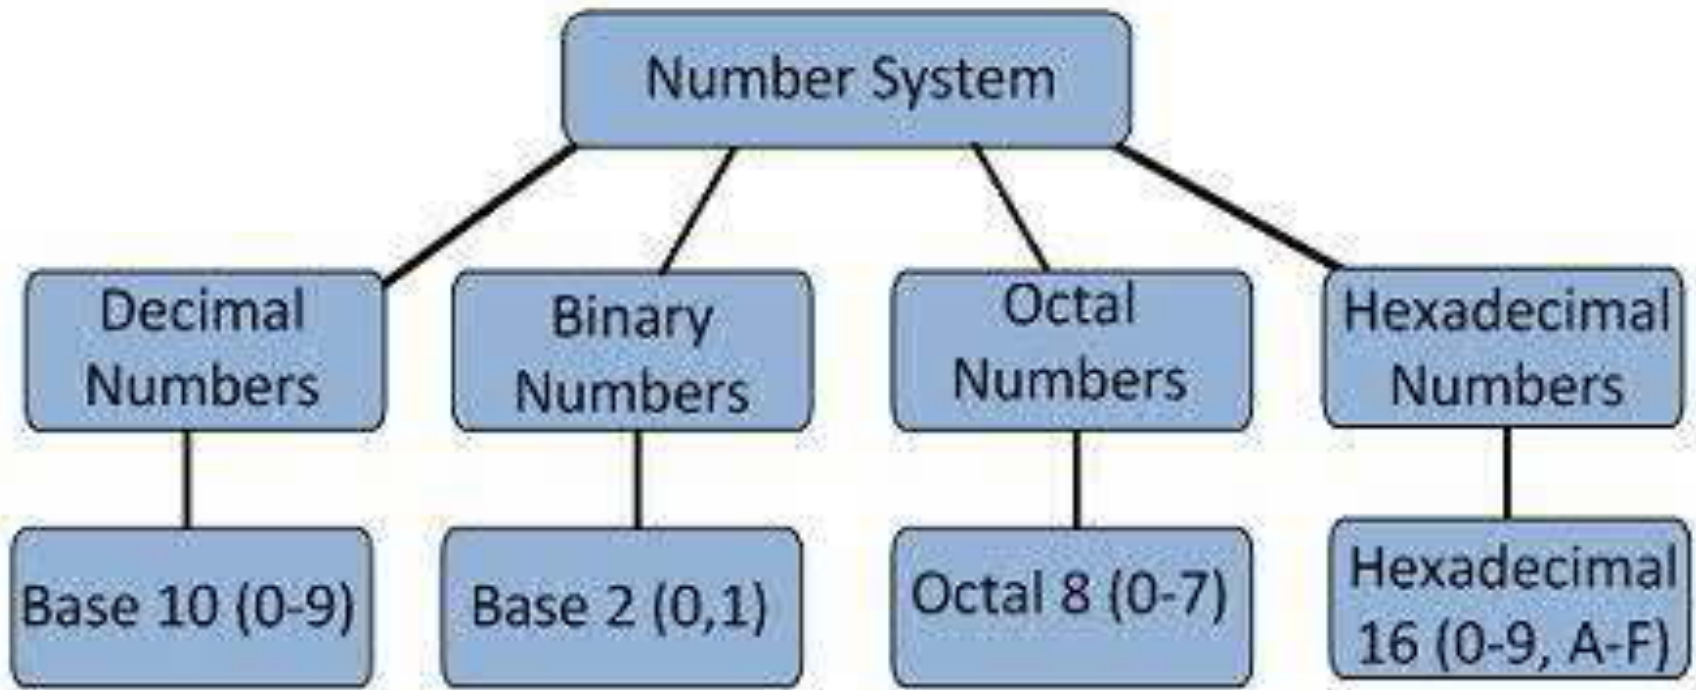 Number System
Decimal
Numbers
Binary
Numbers
Octal
Numbers
Hexadecimal
Numbers
Base 10 (0-9)
Base 2 (0,1)
Octal 8 (0-7)
Hexadecimal
16 (0-9, A-F)